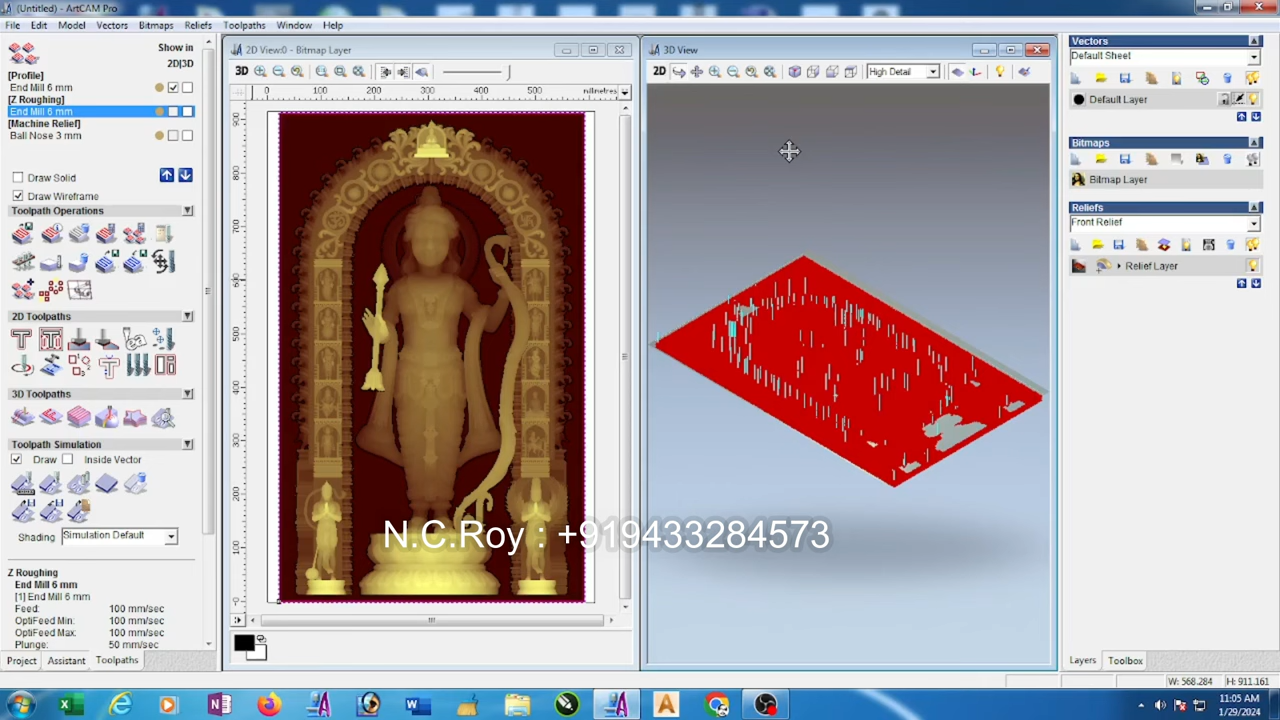 (Untitled) - ArtCAM Pro
File Edit Model Vectors Bitmaps Reliefs Toolpaths Window Help
Show in
2D|3D
[Profile]
End Mill 6 mm
[Z Roughing]
End Mill 6 mm
[Machine Relief]
Ball Nose 3 mm
Draw Solid
Draw Wireframe
Toolpath Operations
2D Toolpaths
3D Toolpaths
Toolpath Simulation
Draw Inside Vector
Shading Simulation Default
Z Roughing
End Mill 6 mm
[1] End Mill 6 mm
Feed: 100 mm/sec
OptiFeed Min: 100 mm/sec
OptiFeed Max: 100 mm/sec
Plunge: 50 mm/sec
Project Assistant Toolpaths
2D View:0 - Bitmap Layer
3D
0 100 200 300 400 500 millimetres
900
800
700
600
500
400
300
200
100
0
3D View
2D High Detail
N.C.Roy : +919433284573
Vectors
Default Sheet
Default Layer
Bitmaps
Bitmap Layer
Reliefs
Front Relief
Relief Layer
Layers Toolbox
W: 568.284 H: 911.161
11:05 AM
1/29/2024